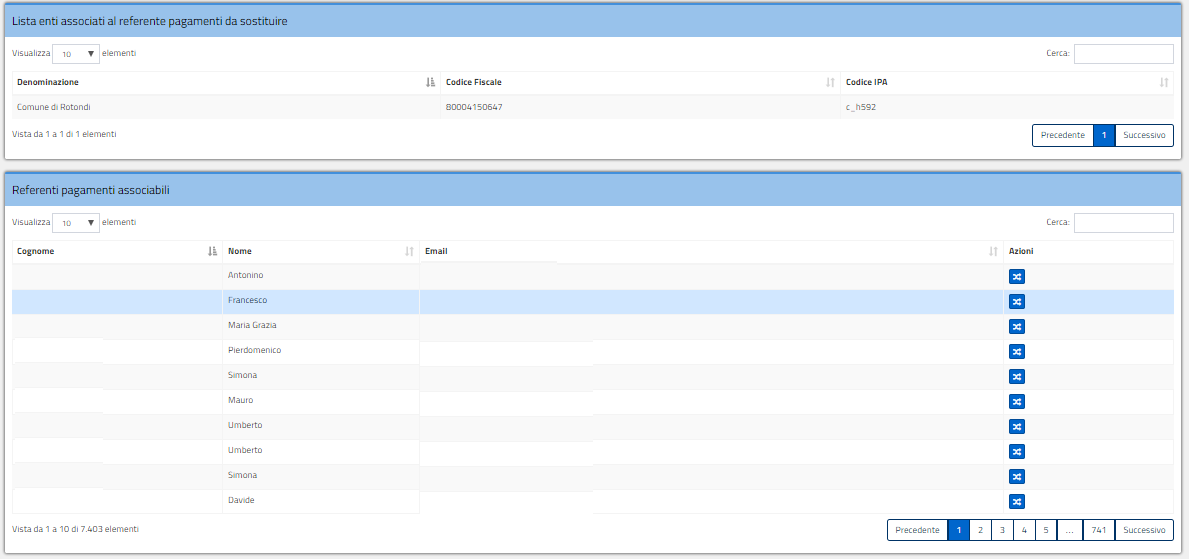 Lista enti associati al referente pagamenti da sostituire
Visualizza 10 elementi Cerca:
Denominazione Codice Fiscale Codice IPA
Comune di Rotondi 80004150647 c_h592
Vista da 1 a 1 di 1 elementi Precedente 1 Successivo
Referenti pagamenti associabili
Visualizza 10 elementi Cerca:
Cognome Nome Email Azioni
Antonino
Francesco
Maria Grazia
Pierdomenico
Simona
Mauro
Umberto
Umberto
Simona
Davide
Vista da 1 a 10 di 7.403 elementi Precedente 1 2 3 4 5 ... 741 Successivo